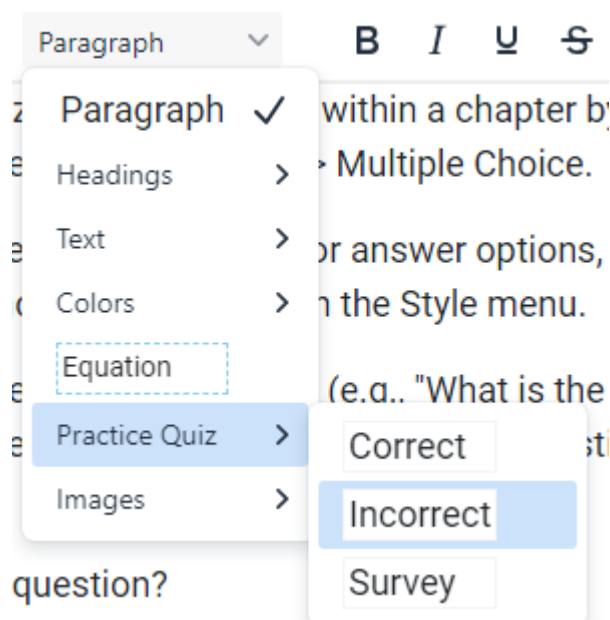 Paragraph B I U S
Paragraph within a chapter by
Headings > Multiple Choice.
Text or answer options,
Colors the Style menu.
Equation
(e.g., "What is the
Practice Quiz
Correct
Images
Incorrect
Survey
question?